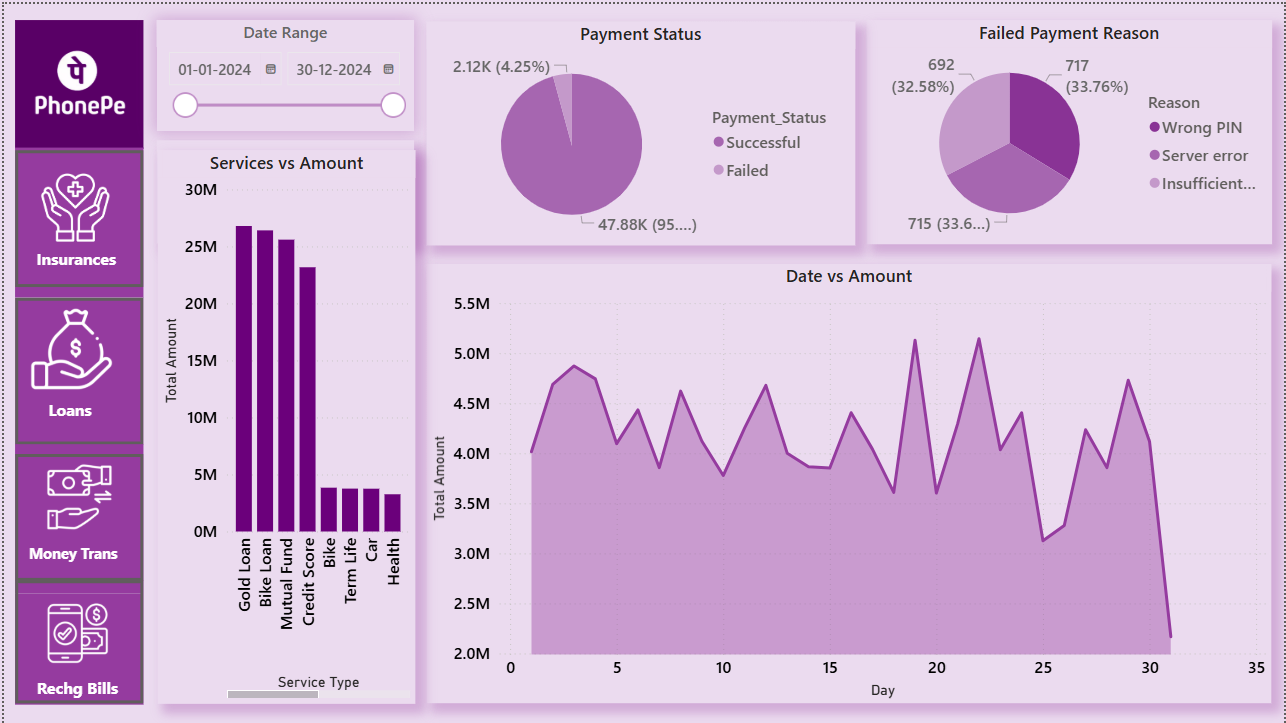 पे
PhonePe
Insurances
Loans
Money Trans
Rechg Bills
Date Range
01-01-2024
30-12-2024
Services vs Amount
30M
25M
20M
15M
10M
5M
0M
Total Amount
Gold Loan
Bike Loan
Mutual Fund
Credit Score
Bike
Term Life
Car
Health
Service Type
Payment Status
2.12K (4.25%)
47.88K (95....)
Payment_Status
Successful
Failed
Failed Payment Reason
692
(32.58%)
717
(33.76%)
715 (33.6...)
Reason
Wrong PIN
Server error
Insufficient...
Date vs Amount
5.5M
5.0M
4.5M
4.0M
3.5M
3.0M
2.5M
2.0M
Total Amount
0 5 10 15 20 25 30 35
Day